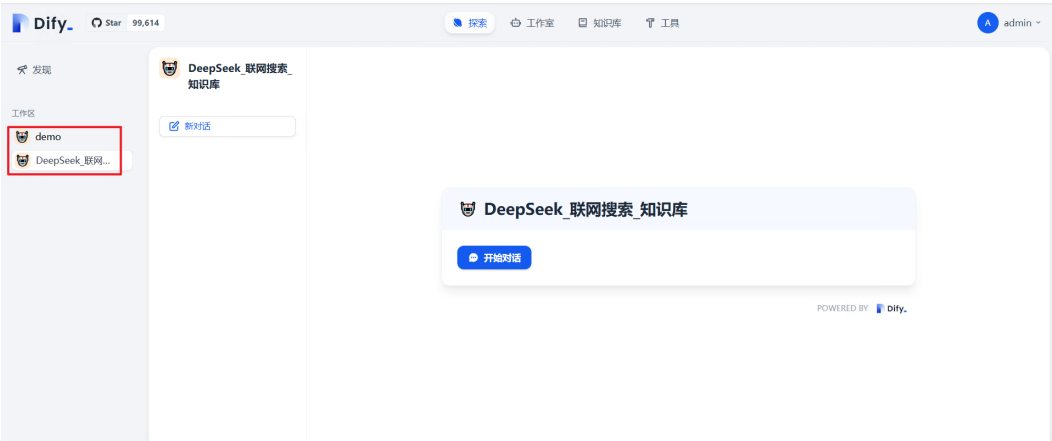 Dify_ Star 99,614 探索 工作室 知识库 工具 A admin
发现
工作区
demo
DeepSeek_联网...
DeepSeek_联网搜索_
知识库
新对话
DeepSeek_联网搜索_知识库
开始对话
POWERED BY Dify_